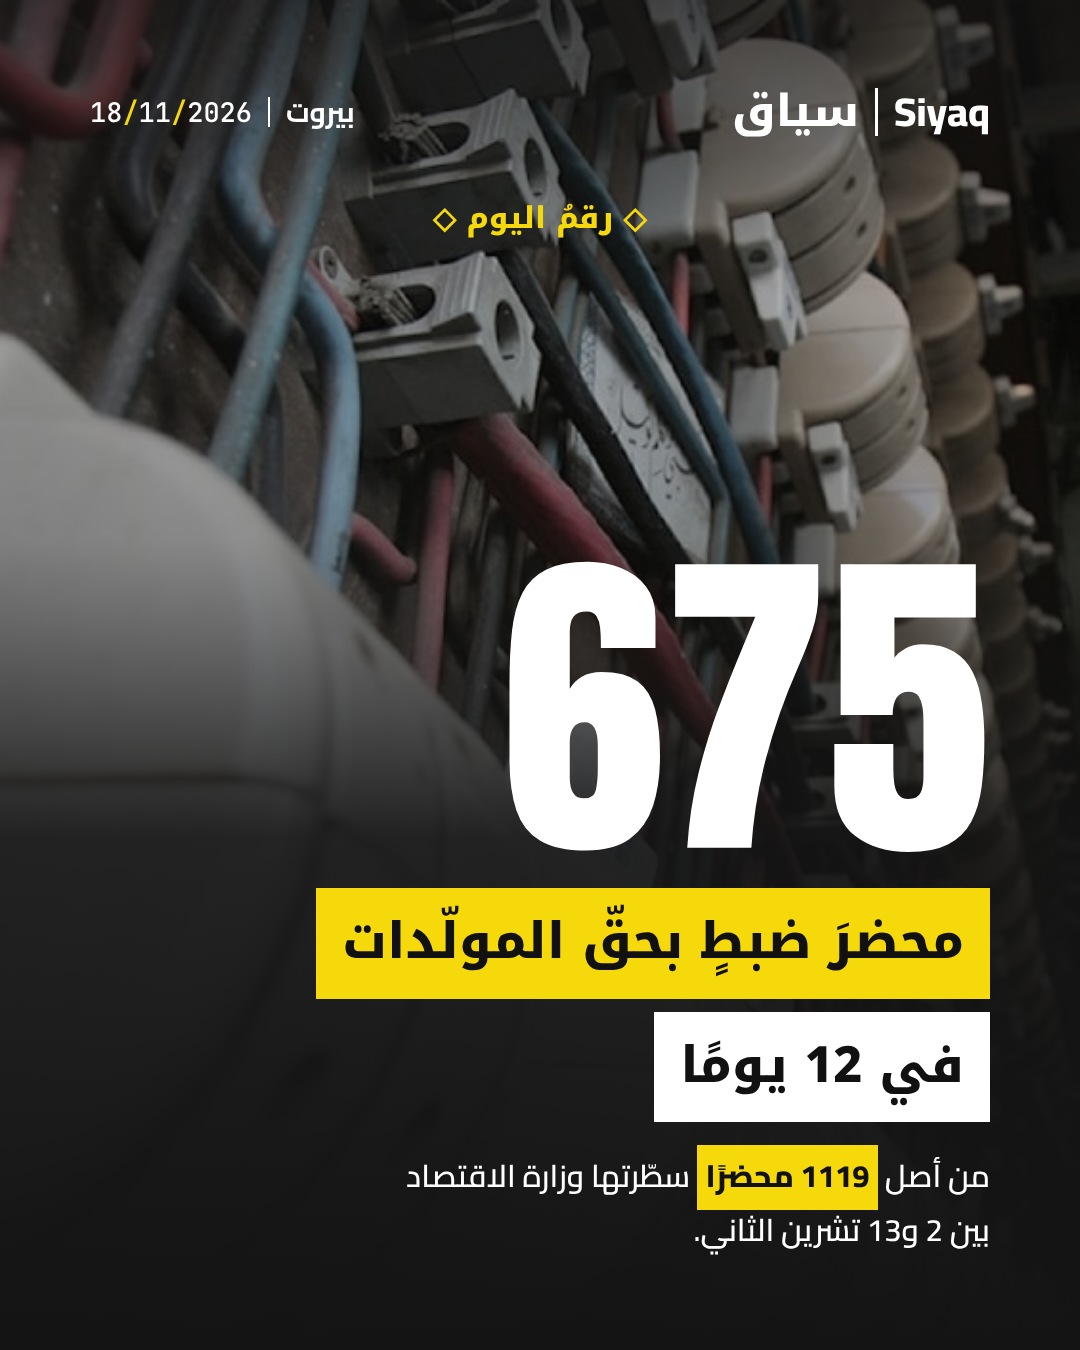 Siyaq | سياق
بيروت | 18/11/2026
◇ رقمُ اليوم ◇
675
محضرَ ضبطٍ بحقّ المولّدات
في 12 يومًا
من أصل 1119 محضرًا سطّرتها وزارة الاقتصاد
بين 2 و13 تشرين الثاني.